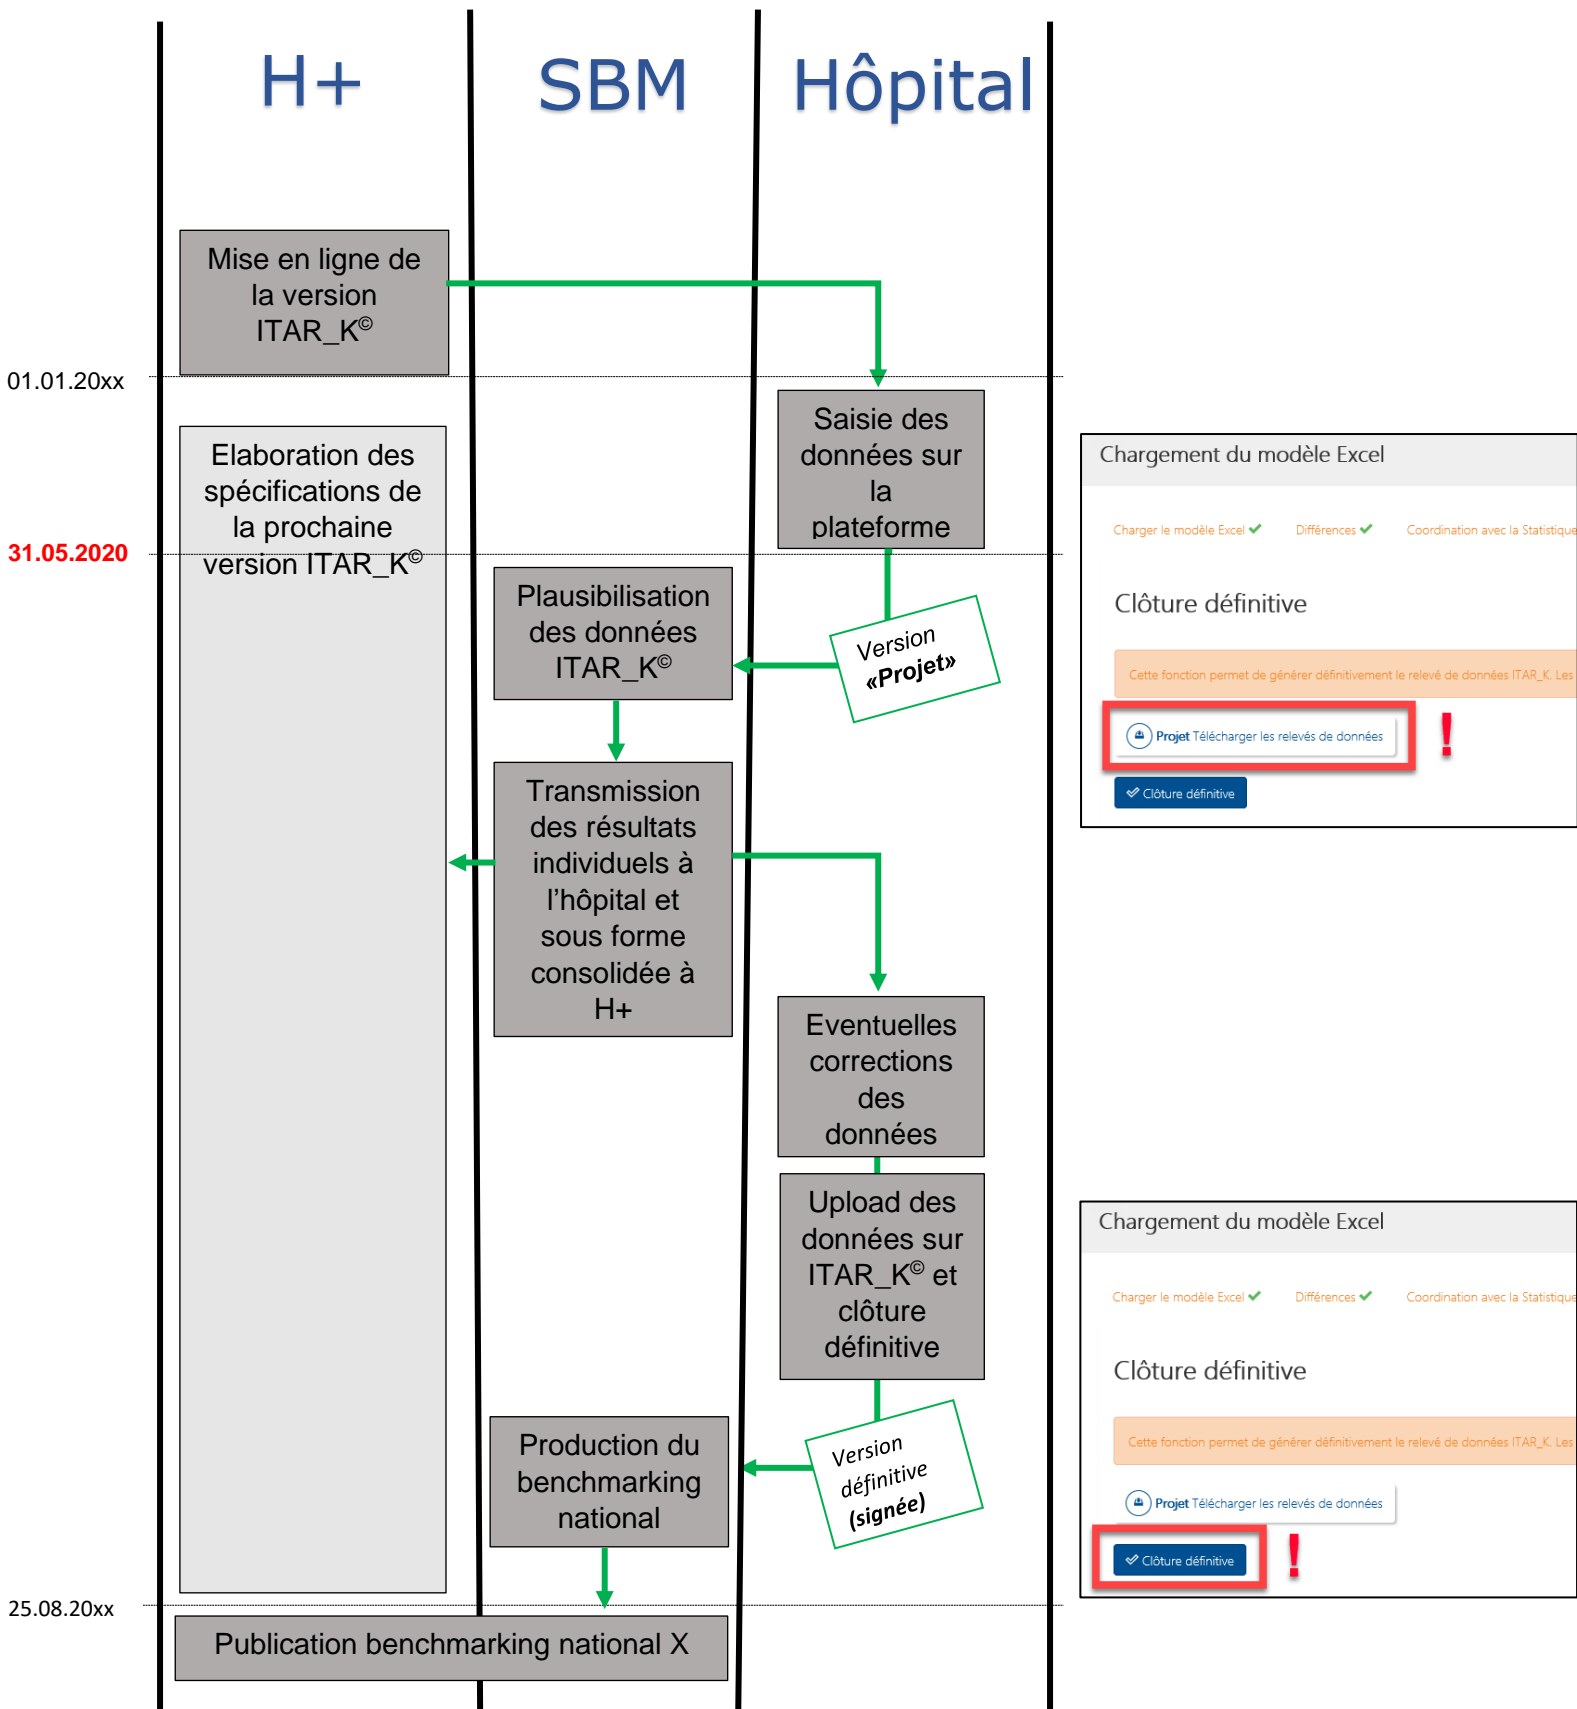 H+
SBM
Hôpital
Mise en ligne de
la version
ITAR_K©
01.01.20xx
Saisie des
données sur
la
plateforme
Elaboration des
spécifications de
la prochaine
version ITAR_K©
31.05.2020
Plausibilisation
des données
ITAR_K©
Version
«Projet»
Transmission
des résultats
individuels à
l'hôpital et
sous forme
consolidée à
H+
Eventuelles
corrections
des
données
Upload des
données sur
ITAR_K© et
clôture
définitive
Version
définitive
(signée)
Production du
benchmarking
national
25.08.20xx
Publication benchmarking national X
Chargement du modèle Excel
Charger le modèle Excel ✔ Différences ✔ Coordination avec la Statistique
Clôture définitive
Cette fonction permet de générer définitivement le relevé de données ITAR_K. Les
Projet Télécharger les relevés de données
!
Clôture définitive
Chargement du modèle Excel
Charger le modèle Excel ✔ Différences ✔ Coordination avec la Statistique
Clôture définitive
Cette fonction permet de générer définitivement le relevé de données ITAR_K. Les
Projet Télécharger les relevés de données
Clôture définitive
!